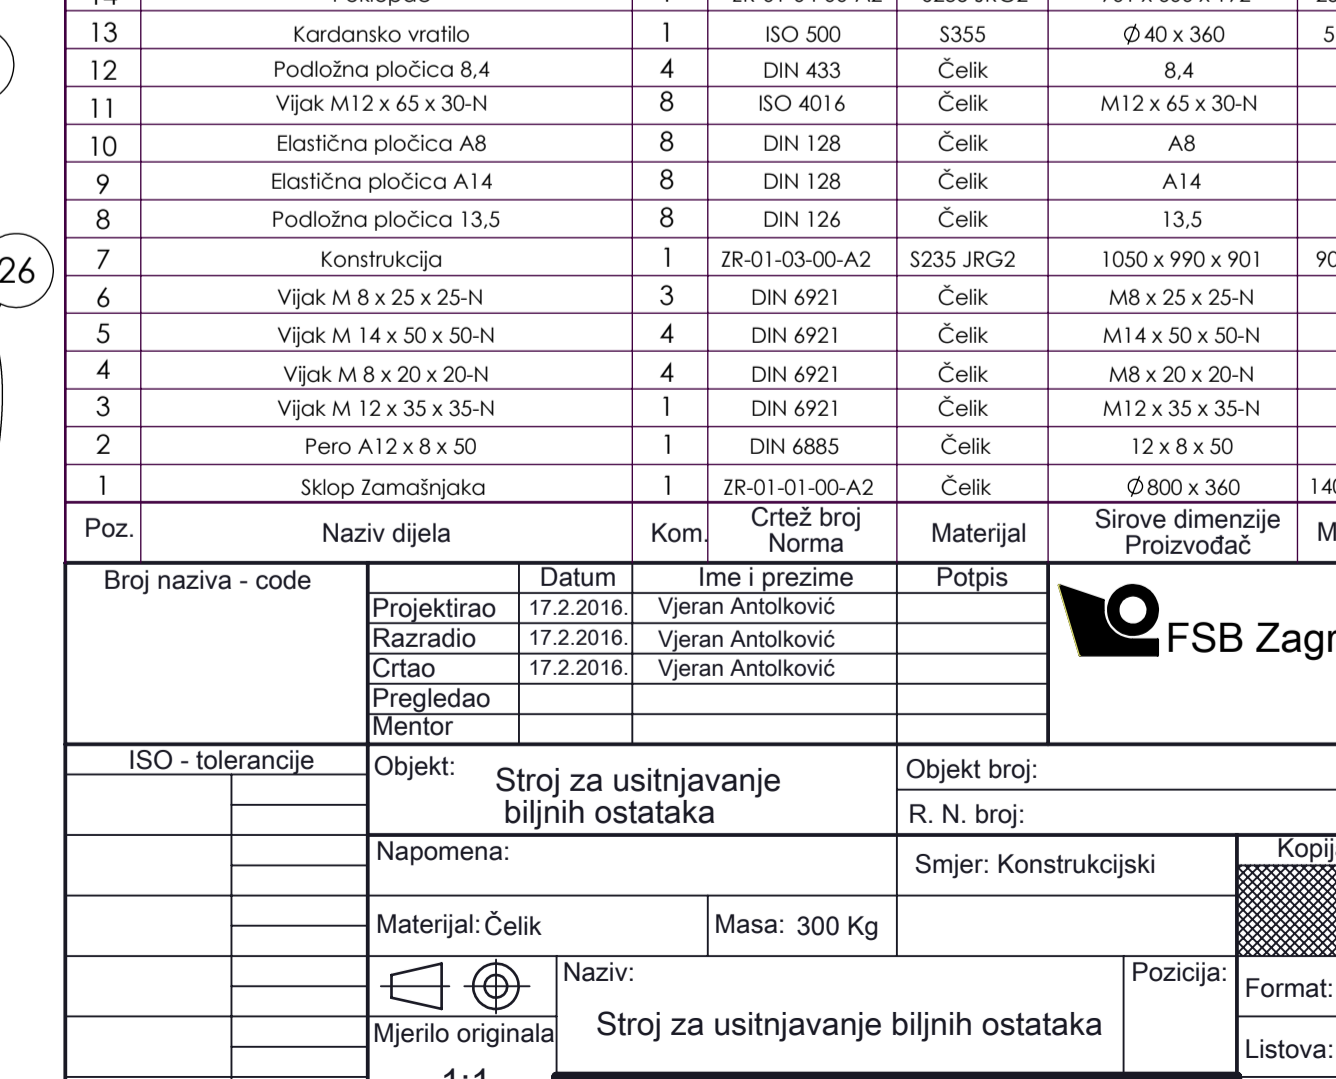 13 Kardansko vratilo 1 ISO 500 S355 Ø 40 x 360 5
12 Podložna pločica 8,4 4 DIN 433 Čelik 8,4
11 Vijak M12 x 65 x 30-N 8 ISO 4016 Čelik M12 x 65 x 30-N
10 Elastična pločica A8 8 DIN 128 Čelik A8
9 Elastična pločica A14 8 DIN 128 Čelik A14
8 Podložna pločica 13,5 8 DIN 126 Čelik 13,5
26
7 Konstrukcija 1 ZR-01-03-00-A2 S235 JRG2 1050 x 990 x 901 90
6 Vijak M 8 x 25 x 25-N 3 DIN 6921 Čelik M8 x 25 x 25-N
5 Vijak M 14 x 50 x 50-N 4 DIN 6921 Čelik M14 x 50 x 50-N
4 Vijak M 8 x 20 x 20-N 4 DIN 6921 Čelik M8 x 20 x 20-N
3 Vijak M 12 x 35 x 35-N 1 DIN 6921 Čelik M12 x 35 x 35-N
2 Pero A12 x 8 x 50 1 DIN 6885 Čelik 12 x 8 x 50
1 Sklop Zamašnjaka 1 ZR-01-01-00-A2 Čelik Ø 800 x 360 140
Poz. Naziv dijela Kom. Crtež broj Norma Materijal Sirove dimenzije Proizvođač M
Broj naziva - code
Datum Ime i prezime Potpis
Projektirao 17.2.2016. Vjeran Antolković
Razradio 17.2.2016. Vjeran Antolković
Crtao 17.2.2016. Vjeran Antolković
Pregledao
Mentor
FSB Zagr
ISO - tolerancije
Objekt: Stroj za usitnjavanje
biljnih ostataka
Objekt broj:
R. N. broj:
Napomena:
Smjer: Konstrukcijski
Kopij
Materijal: Čelik Masa: 300 Kg
Naziv:
Stroj za usitnjavanje biljnih ostataka
Pozicija:
Format:
Mjerilo originala
1:1
Listova: